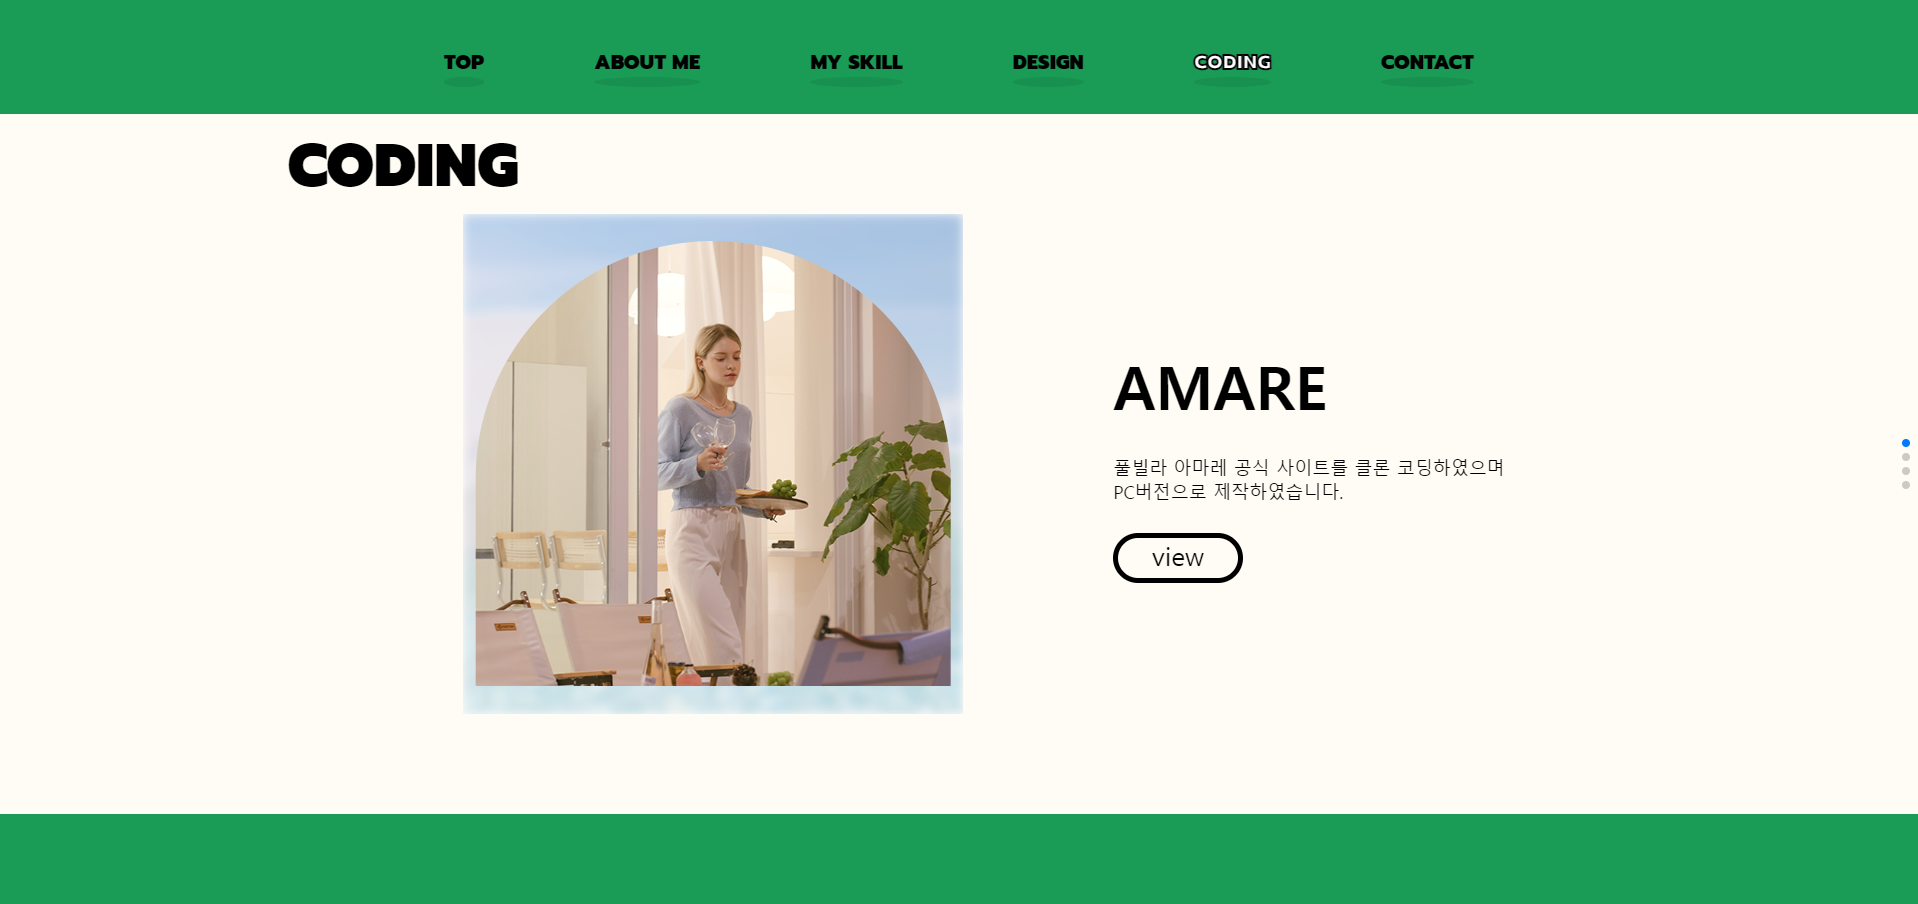 TOP ABOUT ME MY SKILL DESIGN CODING CONTACT
CODING
AMARE
풀빌라 아마레 공식 사이트를 클론 코딩하였으며
PC버전으로 제작하였습니다.
view